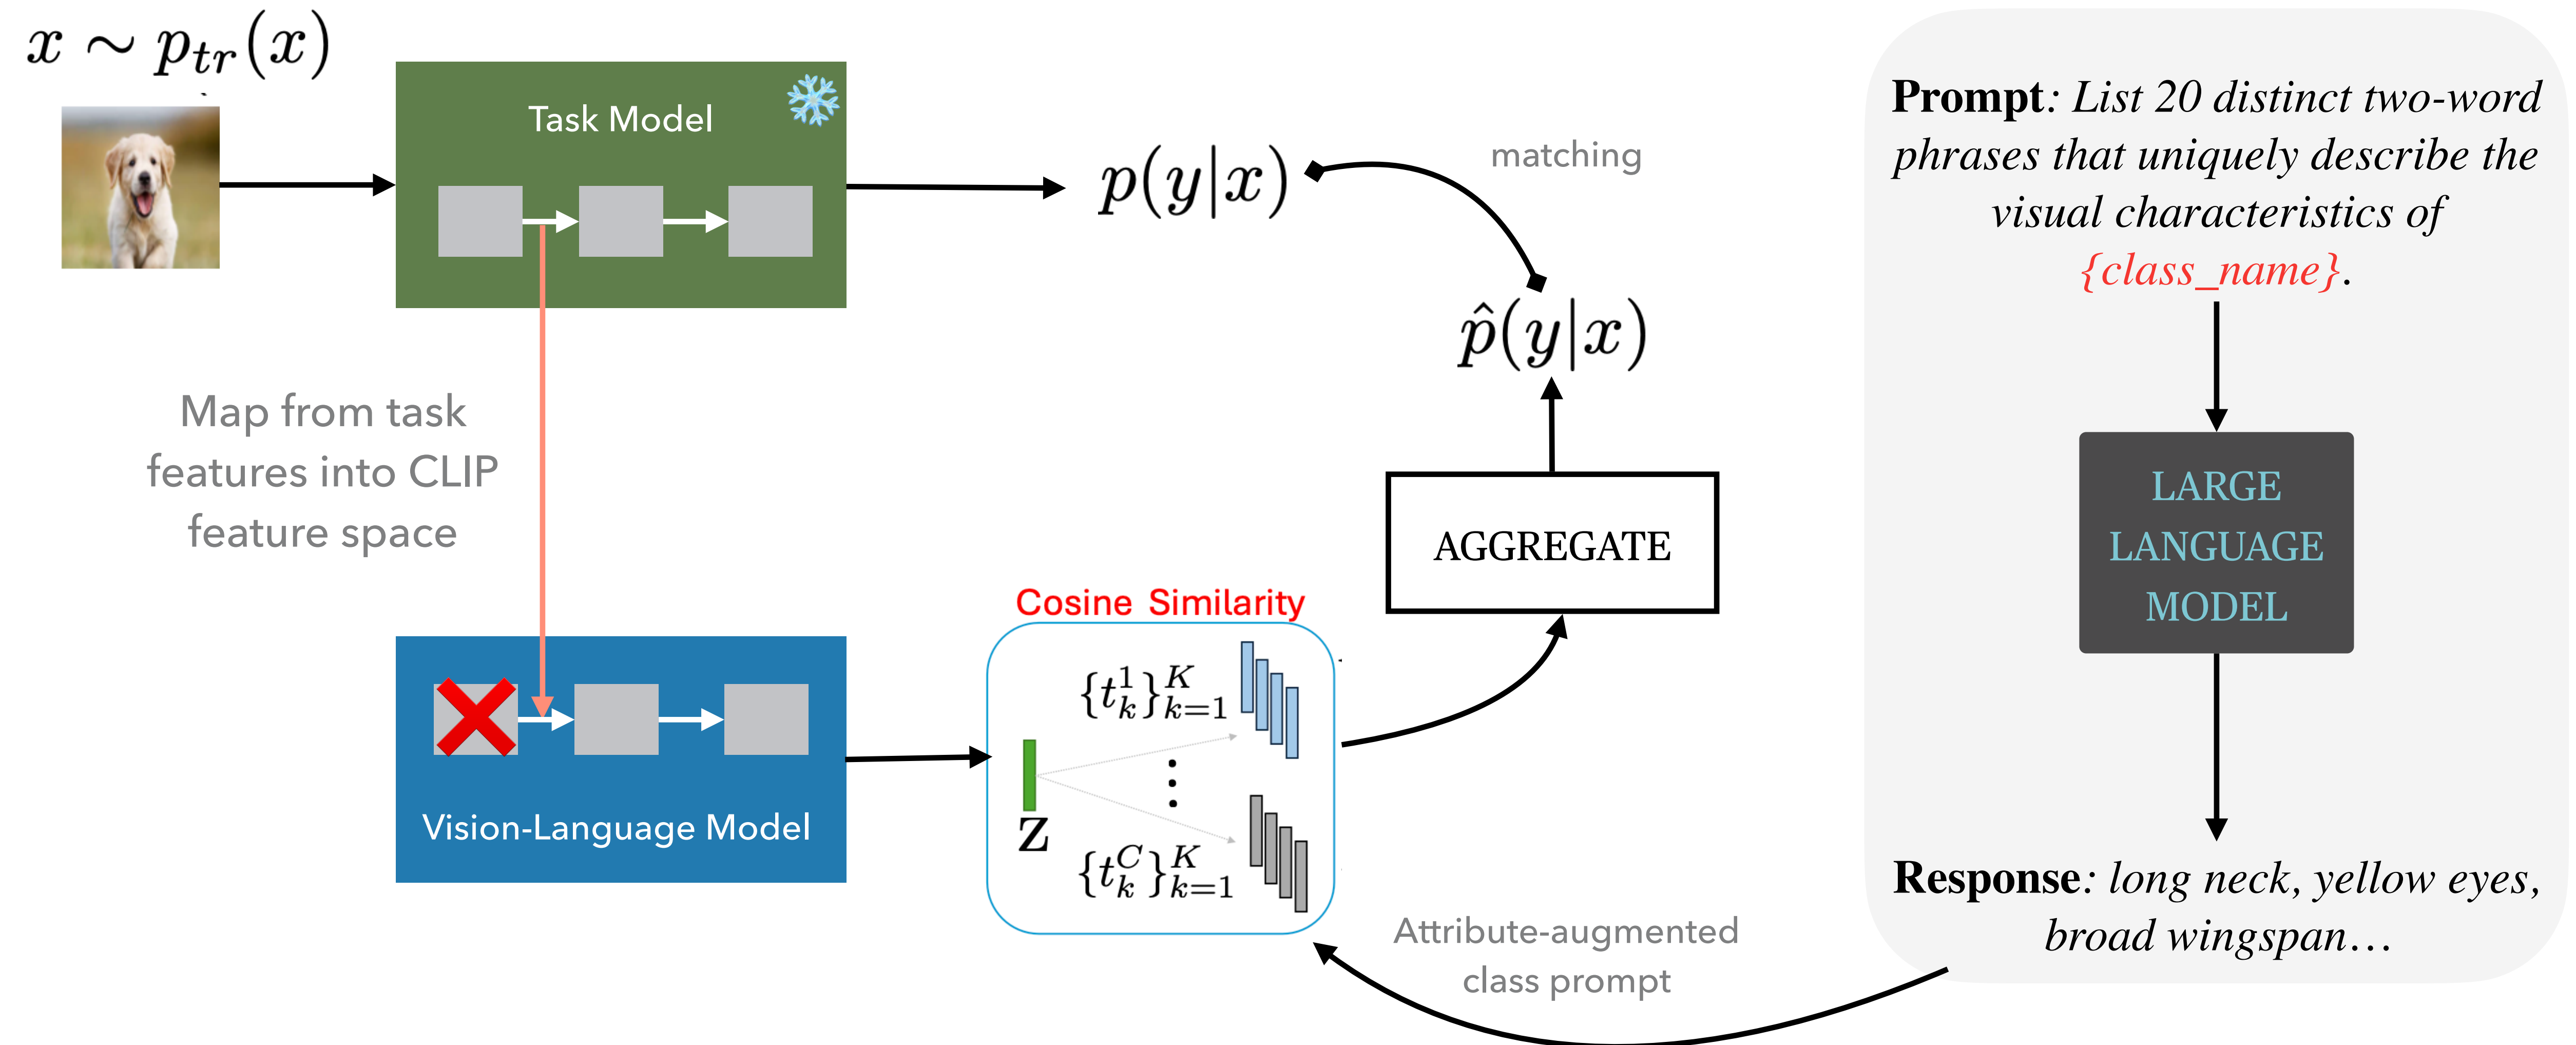 x ∼ p_{tr}(x)
Task Model
p(y|x)
matching
p̂(y|x)
Map from task
features into CLIP
feature space
AGGREGATE
Cosine Similarity
{t_k^1}_{k=1}^K
⋮
z
{t_k^C}_{k=1}^K
Vision-Language Model
Attribute-augmented
class prompt
Prompt: List 20 distinct two-word
phrases that uniquely describe the
visual characteristics of
{class_name}.
LARGE
LANGUAGE
MODEL
Response: long neck, yellow eyes,
broad wingspan…